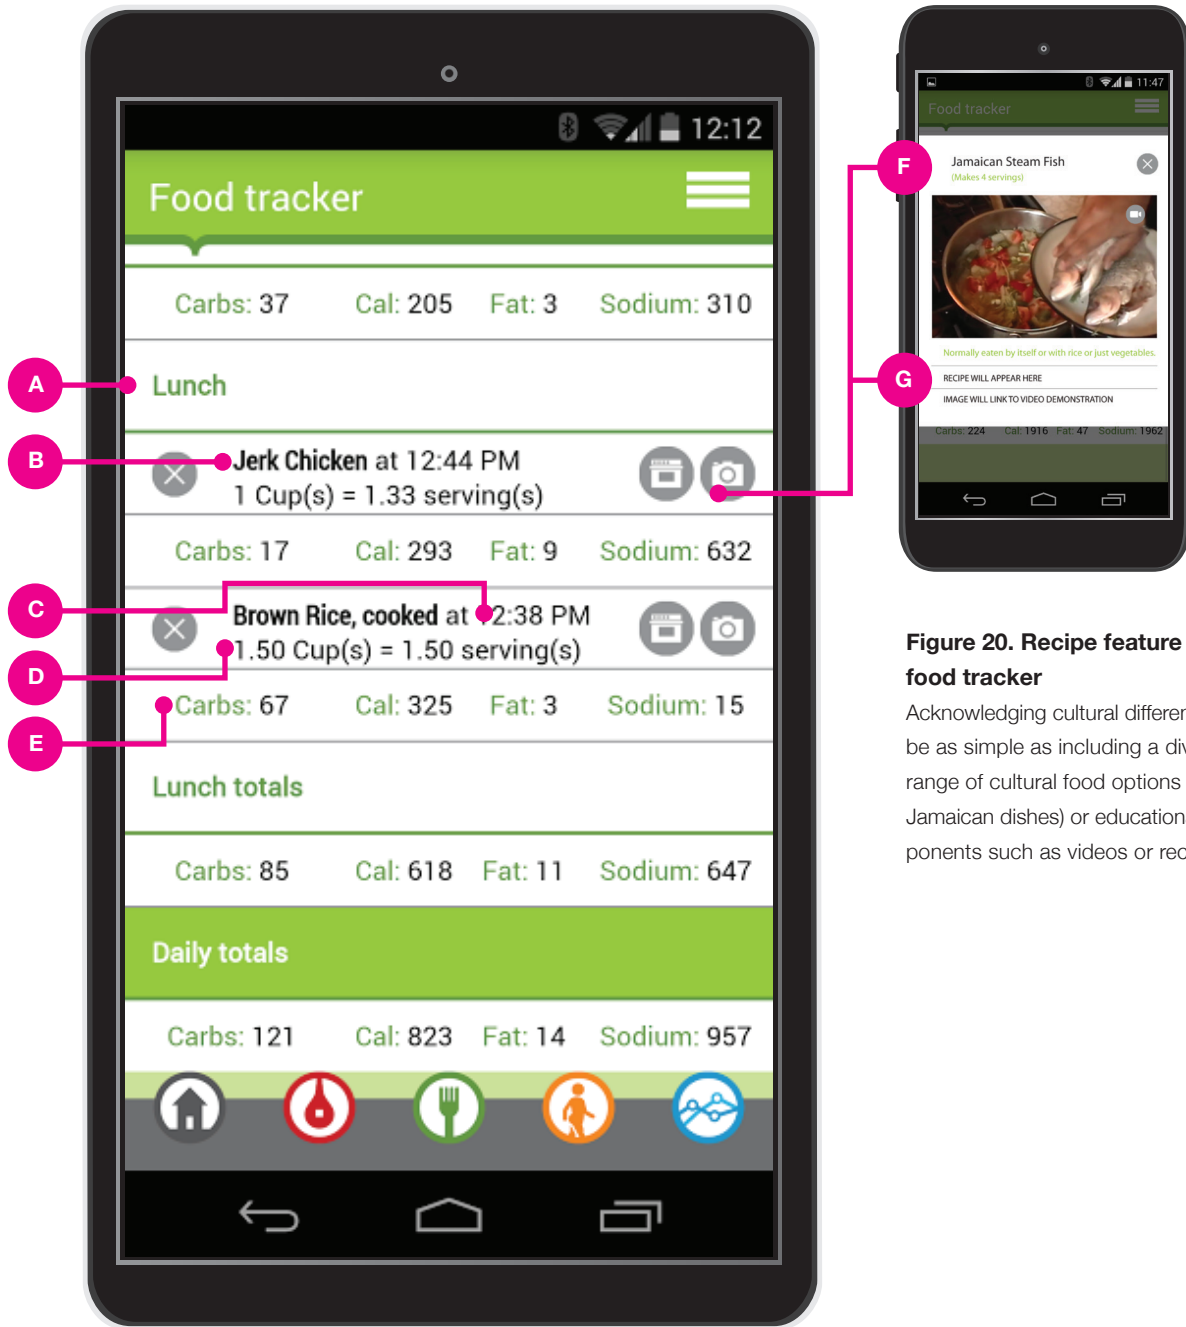 12:12
Food tracker
Carbs: 37 Cal: 205 Fat: 3 Sodium: 310
A
Lunch
B
Jerk Chicken at 12:44 PM
1 Cup(s) = 1.33 serving(s)
Carbs: 17 Cal: 293 Fat: 9 Sodium: 632
C
Brown Rice, cooked at 12:38 PM
D
1.50 Cup(s) = 1.50 serving(s)
E
Carbs: 67 Cal: 325 Fat: 3 Sodium: 15
Lunch totals
Carbs: 85 Cal: 618 Fat: 11 Sodium: 647
Daily totals
Carbs: 121 Cal: 823 Fat: 14 Sodium: 957
11:47
Food tracker
F
Jamaican Steam Fish
(Makes 4 servings)
Normally eaten by itself or with rice or just vegetables.
G
RECIPE WILL APPEAR HERE
IMAGE WILL LINK TO VIDEO DEMONSTRATION
Carbs: 224 Cal: 1916 Fat: 47 Sodium: 1962
Figure 20. Recipe feature
food tracker
Acknowledging cultural differen
be as simple as including a div
range of cultural food options
Jamaican dishes) or education
ponents such as videos or rec